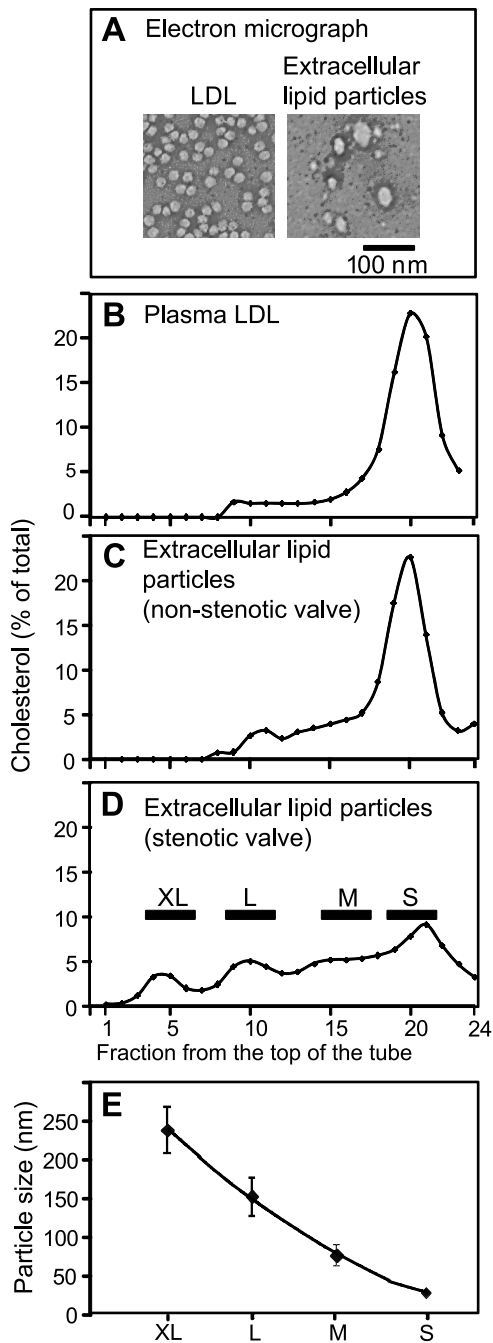 A Electron micrograph
LDL
Extracellular
lipid particles
100 nm
Cholesterol (% of total)
B Plasma LDL
20
15
10
5
0
C Extracellular lipid
particles
(non-stenotic valve)
20
15
10
5
0
D Extracellular lipid particles
(stenotic valve)
XL L M S
20
15
10
5
0
1 5 10 15 20 24
Fraction from the top of the tube
E
Particle size (nm)
250
200
150
100
50
0
XL L M S